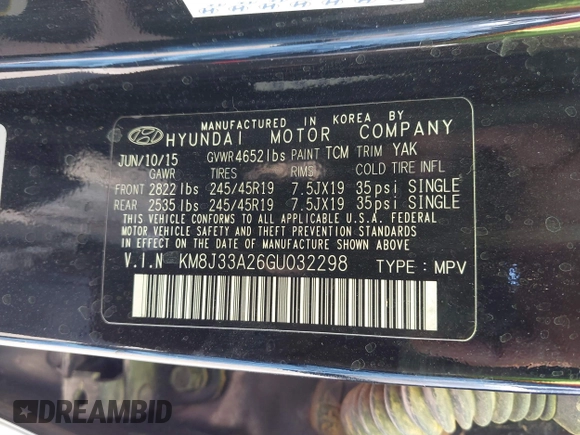 MANUFACTURED IN KOREA BY
HYUNDAI MOTOR COMPANY
JUN/10/15 GVWR 4652lbs PAINT TCM TRIM YAK
GAWR TIRES RIMS COLD TIRE INFL
FRONT 2822 lbs 245/45R19 7.5JX19 35psi SINGLE
REAR 2535 lbs 245/45R19 7.5JX19 35psi SINGLE
THIS VEHICLE CONFORMS TO ALL APPLICABLE U.S.A. FEDERAL
MOTOR VEHICLE SAFETY AND THEFT PREVENTION STANDARDS
IN EFFECT ON THE DATE OF MANUFACTURE SHOWN ABOVE.
V.I.N KM8J33A26GU032298 TYPE : MPV
DREAMBID